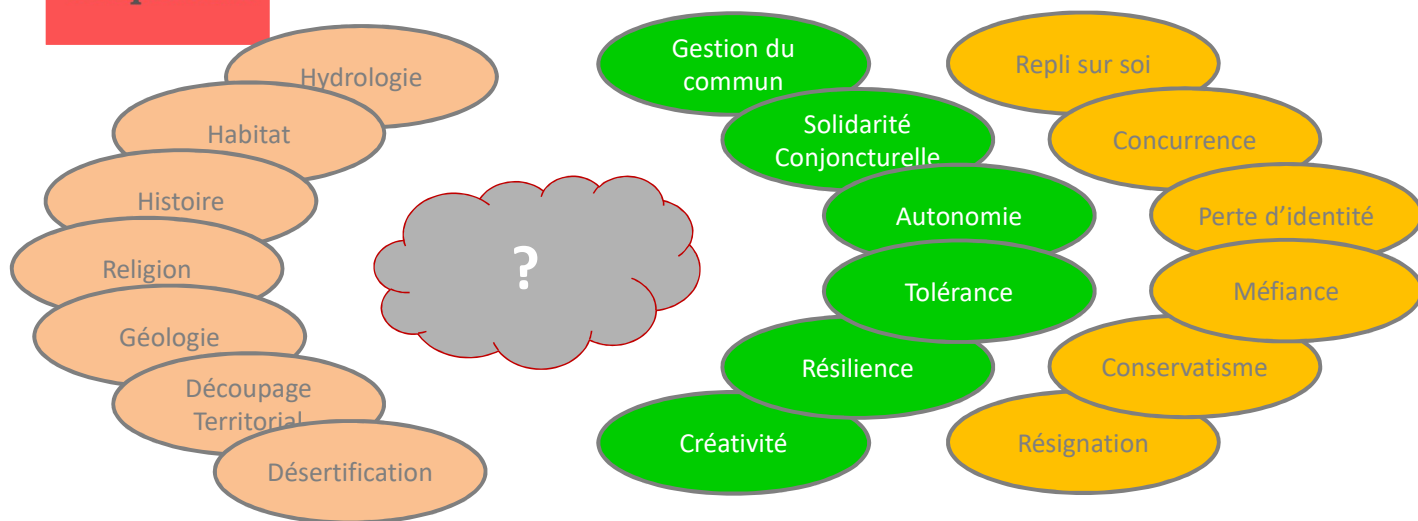 Hydrologie
Habitat
Histoire
Religion
Géologie
Découpage
Territorial
Désertification
?
Gestion du
commun
Solidarité
Conjoncturelle
Autonomie
Tolérance
Résilience
Créativité
Repli sur soi
Concurrence
Perte d’identité
Méfiance
Conservatisme
Résignation